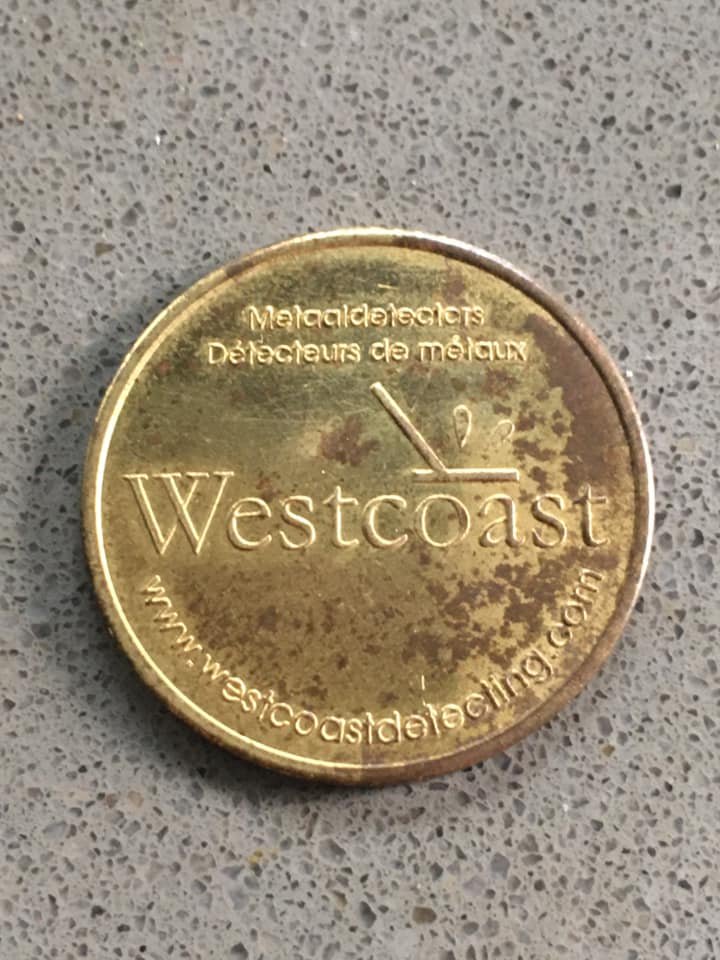 Metaaldetectors
Détecteurs de métaux
Westcoast
www.westcoastdetecting.com